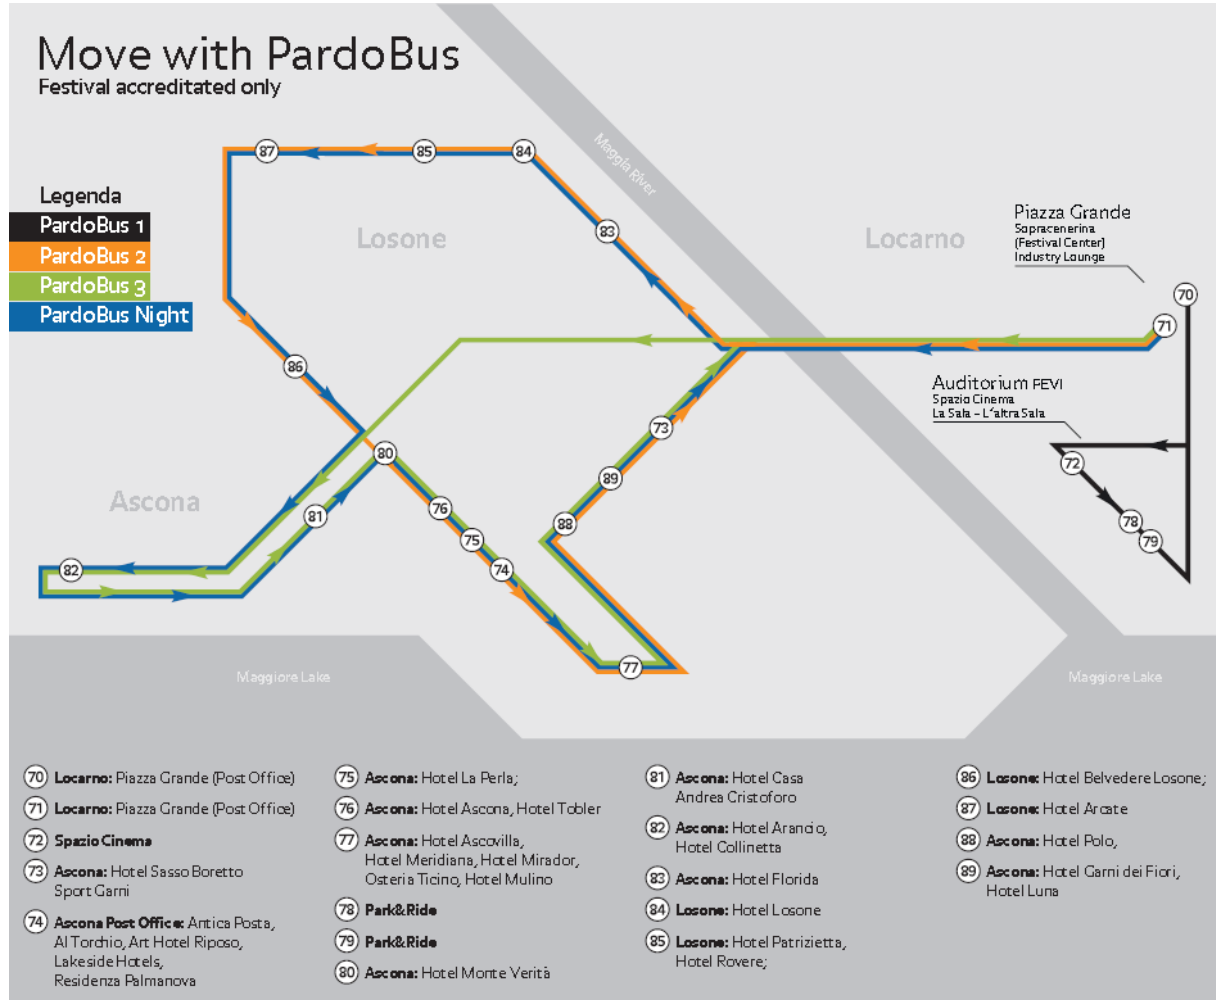 Move with PardoBus
Festival accreditated only
Legenda
PardoBus 1
PardoBus 2
PardoBus 3
PardoBus Night
87
85
84
83
Maggia River
Losone
Locarno
Piazza Grande
Sopracenerina
(Festival Center)
Industry Lounge
70
71
86
Auditorium FEVI
Spazio Cinema
La Sala – L'altra Sala
73
80
72
89
Ascona
76
81
88
78
75
79
82
74
77
Maggiore Lake
Maggiore Lake
70 Locarno: Piazza Grande (Post Office)
71 Locarno: Piazza Grande (Post Office)
72 Spazio Cinema
73 Ascona: Hotel Sasso Boretto
Sport Garni
74 Ascona Post Office: Antica Posta,
Al Torchio, Art Hotel Riposo,
Lakeside Hotels,
Residenza Palmanova
75 Ascona: Hotel La Perla;
76 Ascona: Hotel Ascona, Hotel Tobler
77 Ascona: Hotel Ascovilla,
Hotel Meridiana, Hotel Mirador,
Osteria Ticino, Hotel Mulino
78 Park&Ride
79 Park&Ride
80 Ascona: Hotel Monte Verità
81 Ascona: Hotel Casa
Andrea Cristoforo
82 Ascona: Hotel Arancio,
Hotel Collinetta
83 Ascona: Hotel Florida
84 Losone: Hotel Losone
85 Losone: Hotel Patrizietta,
Hotel Rovere;
86 Losone: Hotel Belvedere Losone;
87 Losone: Hotel Arcate
88 Ascona: Hotel Polo,
89 Ascona: Hotel Garni dei Fiori,
Hotel Luna